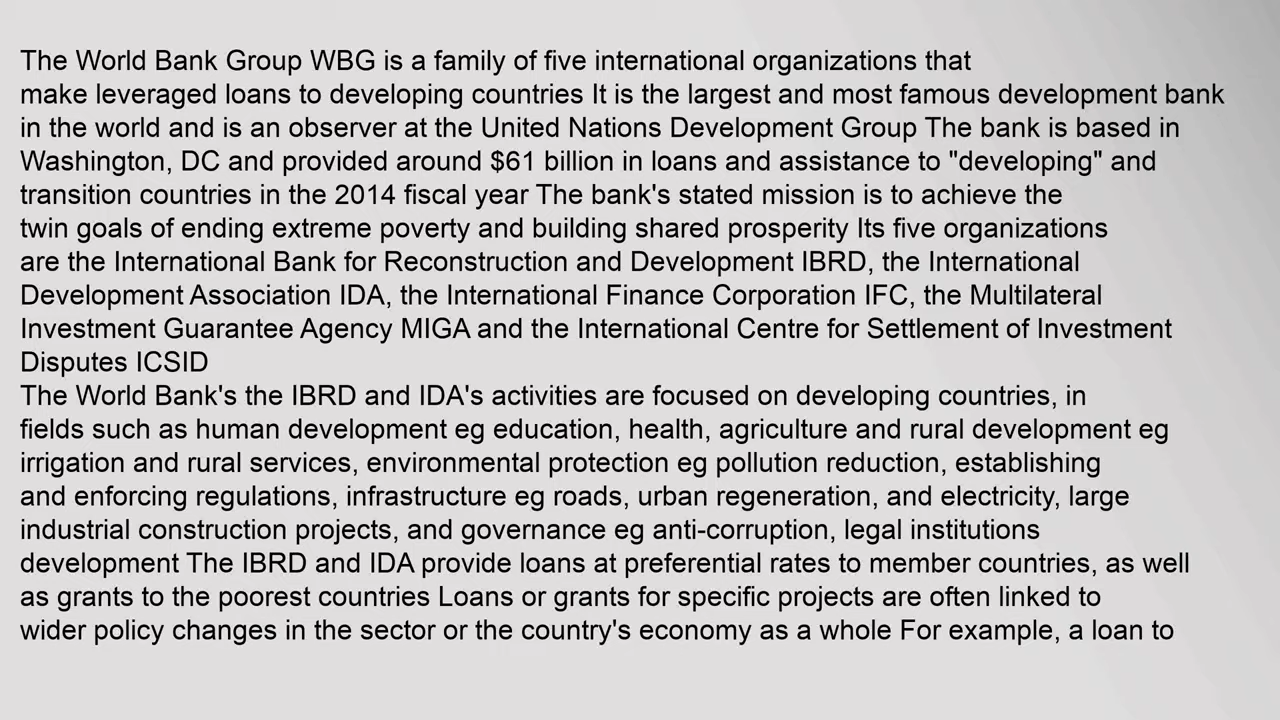 The World Bank Group WBG is a family of five international organizations that
make leveraged loans to developing countries It is the largest and most famous development bank
in the world and is an observer at the United Nations Development Group The bank is based in
Washington, DC and provided around $61 billion in loans and assistance to "developing" and
transition countries in the 2014 fiscal year The bank's stated mission is to achieve the
twin goals of ending extreme poverty and building shared prosperity Its five organizations
are the International Bank for Reconstruction and Development IBRD, the International
Development Association IDA, the International Finance Corporation IFC, the Multilateral
Investment Guarantee Agency MIGA and the International Centre for Settlement of Investment
Disputes ICSID
The World Bank's the IBRD and IDA's activities are focused on developing countries, in
fields such as human development eg education, health, agriculture and rural development eg
irrigation and rural services, environmental protection eg pollution reduction, establishing
and enforcing regulations, infrastructure eg roads, urban regeneration, and electricity, large
industrial construction projects, and governance eg anti-corruption, legal institutions
development The IBRD and IDA provide loans at preferential rates to member countries, as well
as grants to the poorest countries Loans or grants for specific projects are often linked to
wider policy changes in the sector or the country's economy as a whole For example, a loan to